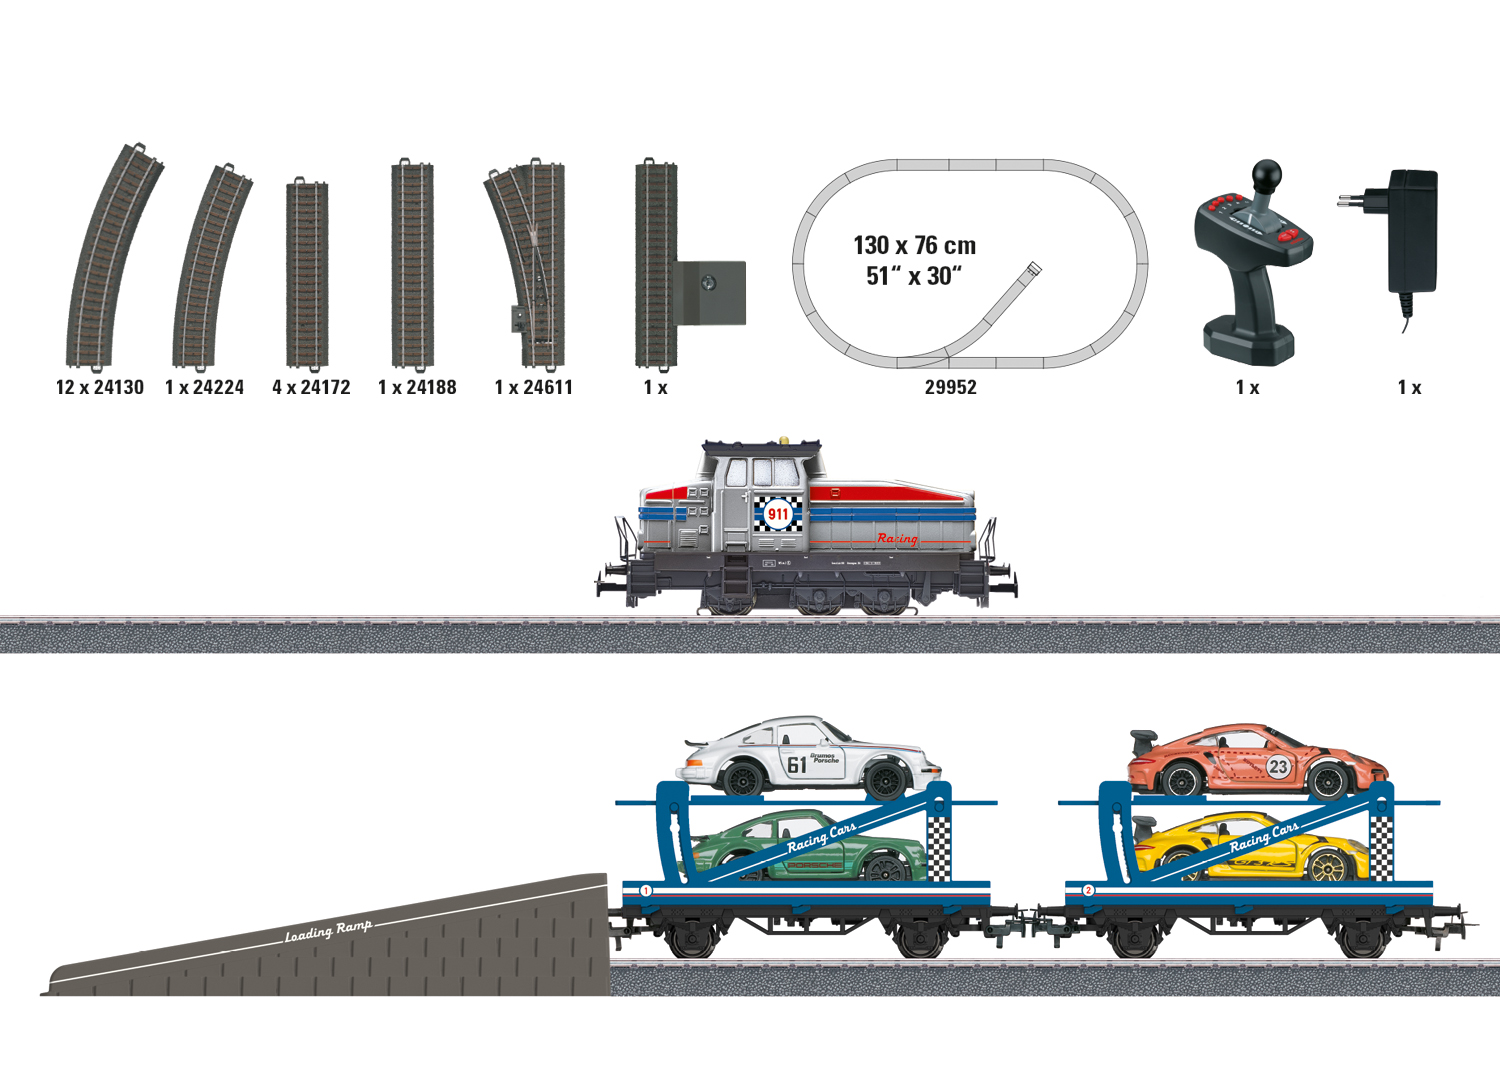 12 x 24130
1 x 24224
4 x 24172
1 x 24188
1 x 24611
1 x
130 x 76 cm
51“ x 30“
29952
1 x
1 x
911
Racing
61
Brumos
Porsche
23
Racing Cars
PORSCHE
Racing Cars
1
2
Loading Ramp